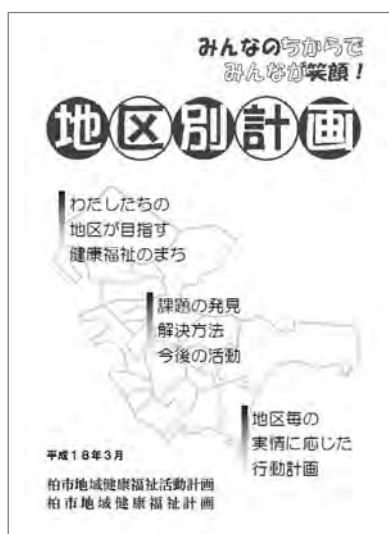 みんなのちからで
みんなが笑顔！
地区別計画
わたしたちの
地区が目指す
健康福祉のまち
課題の発見
解決方法
今後の活動
地区毎の
実情に応じた
行動計画
平成１８年３月
柏市地域健康福祉活動計画
柏市地域健康福祉計画